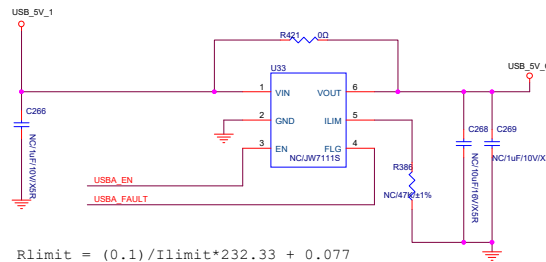 USB_5V_1
R421 0Ω
USB_5V_
U33
1 VIN VOUT 6
2 GND ILIM 5
3 EN FLG 4
NC/JW7111S
C266
NC/1uF/10V/X5R
C268
NC/10uF/16V/X5R
C269
NC/1uF/10V/X
R386
NC/47K/±1%
USBA_EN
USBA_FAULT
Rlimit = (0.1)/Ilimit*232.33 + 0.077